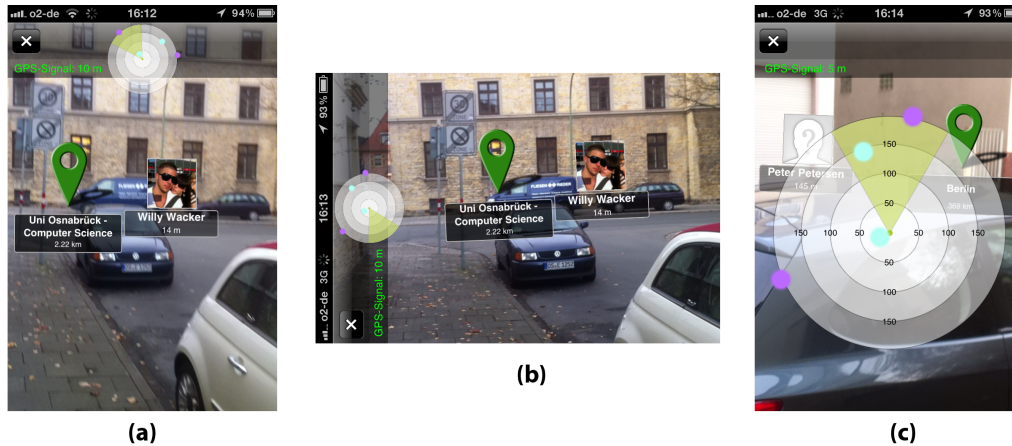 o2-de 16:12 94%
GPS-Signal: 10 m
Uni Osnabrück -
Computer Science
2.22 km
Willy Wacker
14 m
(a)
o2-de 3G 16:13 93%
GPS-Signal: 10 m
Uni Osnabrück -
Computer Science
2.22 km
Willy Wacker
14 m
(b)
o2-de 3G 16:14 93%
GPS-Signal: 5 m
?
Peter Petersen
145 m
Berlin
369 km
150
100
50
150 100 50 50 100 150
50
100
150
(c)